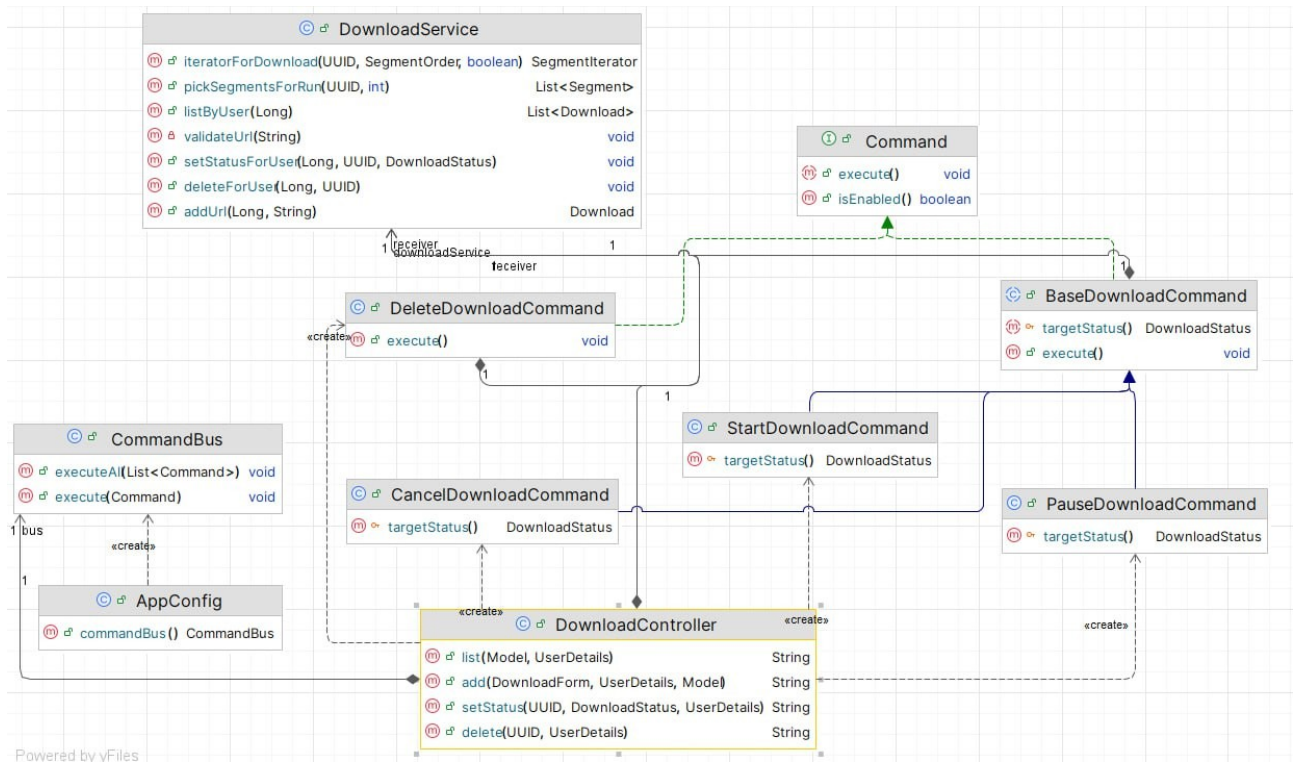 DownloadService
iteratorForDownload(UUID, SegmentOrder, boolean) SegmentIterator
pickSegmentsForRun(UUID, int) List<Segment>
listByUser(Long) List<Download>
validateUrl(String) void
setStatusForUser(Long, UUID, DownloadStatus) void
deleteForUser(Long, UUID) void
addUrl(Long, String) Download
Command
execute() void
isEnabled() boolean
1 receiver
downloadService
receiver
1
1
BaseDownloadCommand
targetStatus() DownloadStatus
execute() void
DeleteDownloadCommand
execute() void
«create»
1
1
StartDownloadCommand
targetStatus() DownloadStatus
CommandBus
executeAl(List<Command>) void
execute(Command) void
CancelDownloadCommand
targetStatus() DownloadStatus
PauseDownloadCommand
targetStatus() DownloadStatus
1 bus
«create»
1
AppConfig
commandBus() CommandBus
«create»
«create»
«create»
DownloadController
list(Model, UserDetails) String
add(DownloadForm, UserDetails, Model) String
setStatus(UUID, DownloadStatus, UserDetails) String
delete(UUID, UserDetails) String
Powered by yFiles